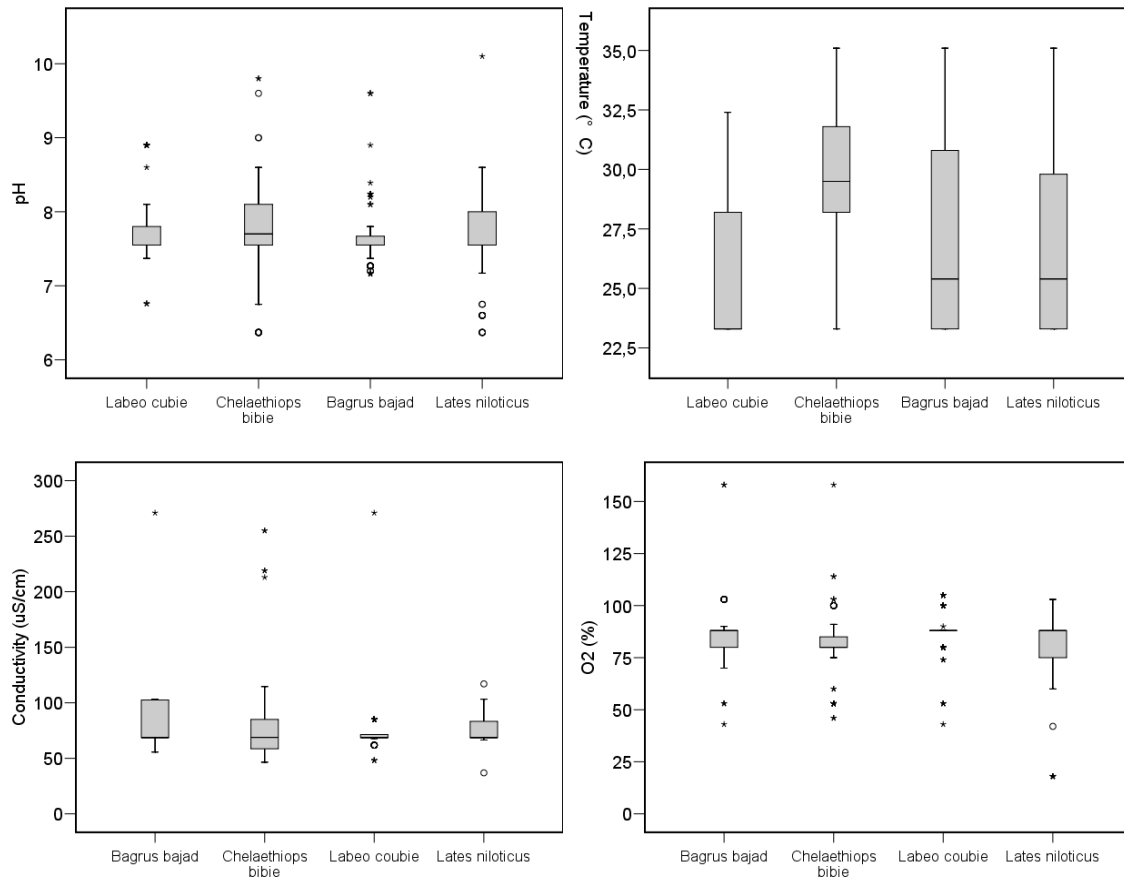 pH
10
9
8
7
6
Labeo cubie
Chelaethiops
bibie
Bagrus bajad
Lates niloticus
Temperature (° C)
35,0
32,5
30,0
27,5
25,0
22,5
Labeo cubie
Chelaethiops
bibie
Bagrus bajad
Lates niloticus
Conductivity (uS/cm)
300
250
200
150
100
50
0
Bagrus bajad
Chelaethiops
bibie
Labeo coubie
Lates niloticus
O2 (%)
150
125
100
75
50
25
0
Bagrus bajad
Chelaethiops
bibie
Labeo coubie
Lates niloticus